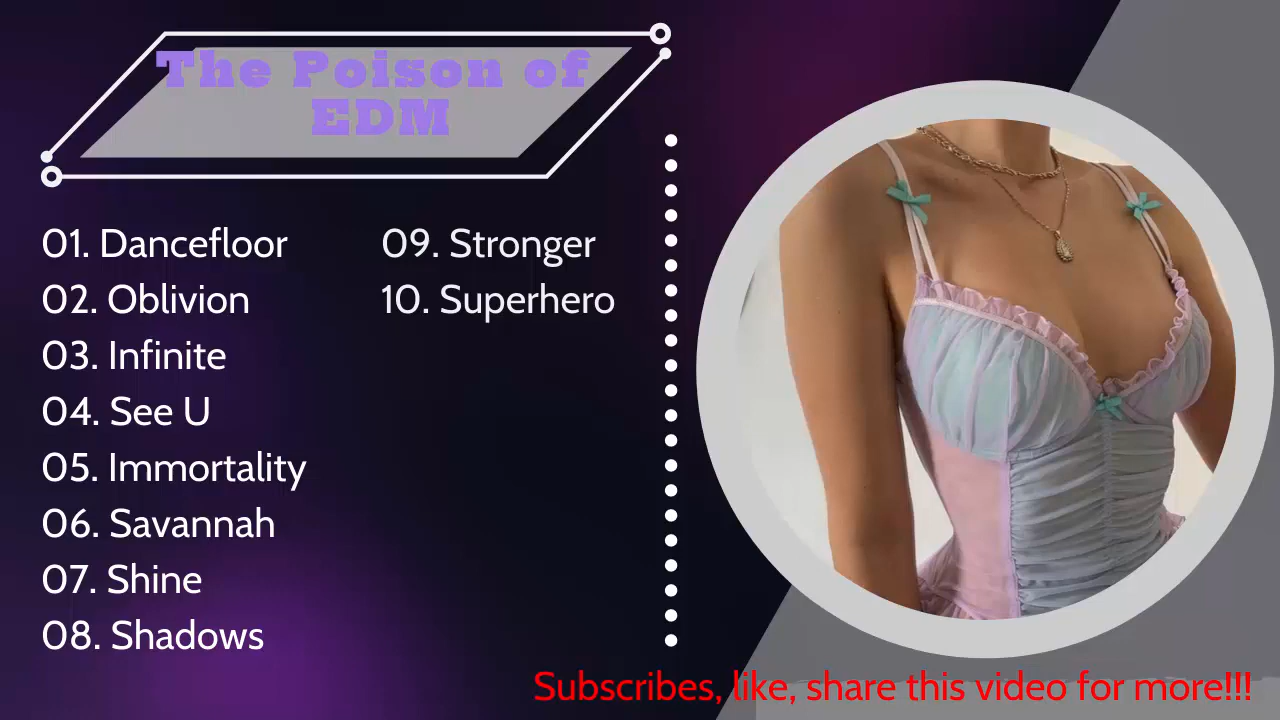 The Poison of
EDM
01. Dancefloor
02. Oblivion
03. Infinite
04. See U
05. Immortality
06. Savannah
07. Shine
08. Shadows
09. Stronger
10. Superhero
Subscribes, like, share this video for more!!!